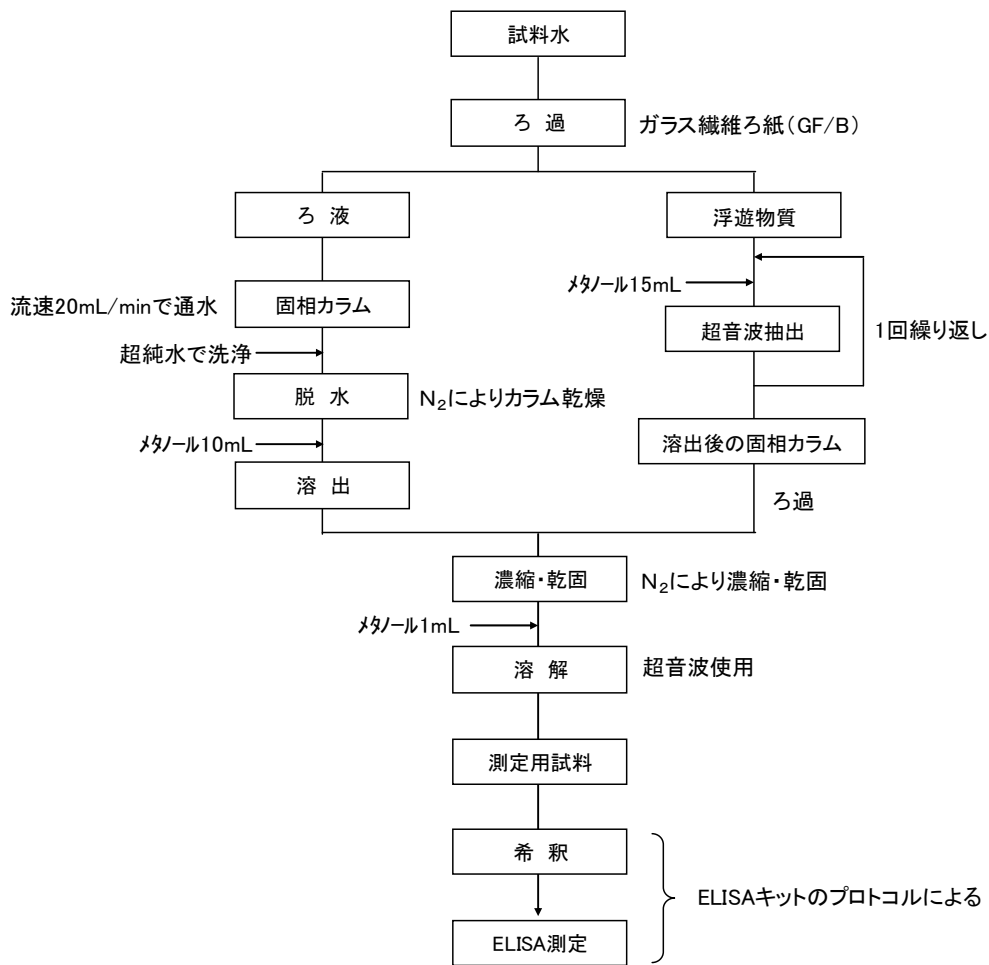 試料水
ろ 過
ガラス繊維ろ紙(GF/B)
ろ 液
流速20mL/minで通水
固相カラム
超純水で洗浄
脱 水
N₂によりカラム乾燥
ﾒﾀﾉｰﾙ10mL
溶 出
浮遊物質
ﾒﾀﾉｰﾙ15mL
超音波抽出
1回繰り返し
溶出後の固相カラム
ろ過
濃縮・乾固
N₂により濃縮・乾固
ﾒﾀﾉｰﾙ1mL
溶 解
超音波使用
測定用試料
希 釈
ELISA測定
ELISAキットのプロトコルによる